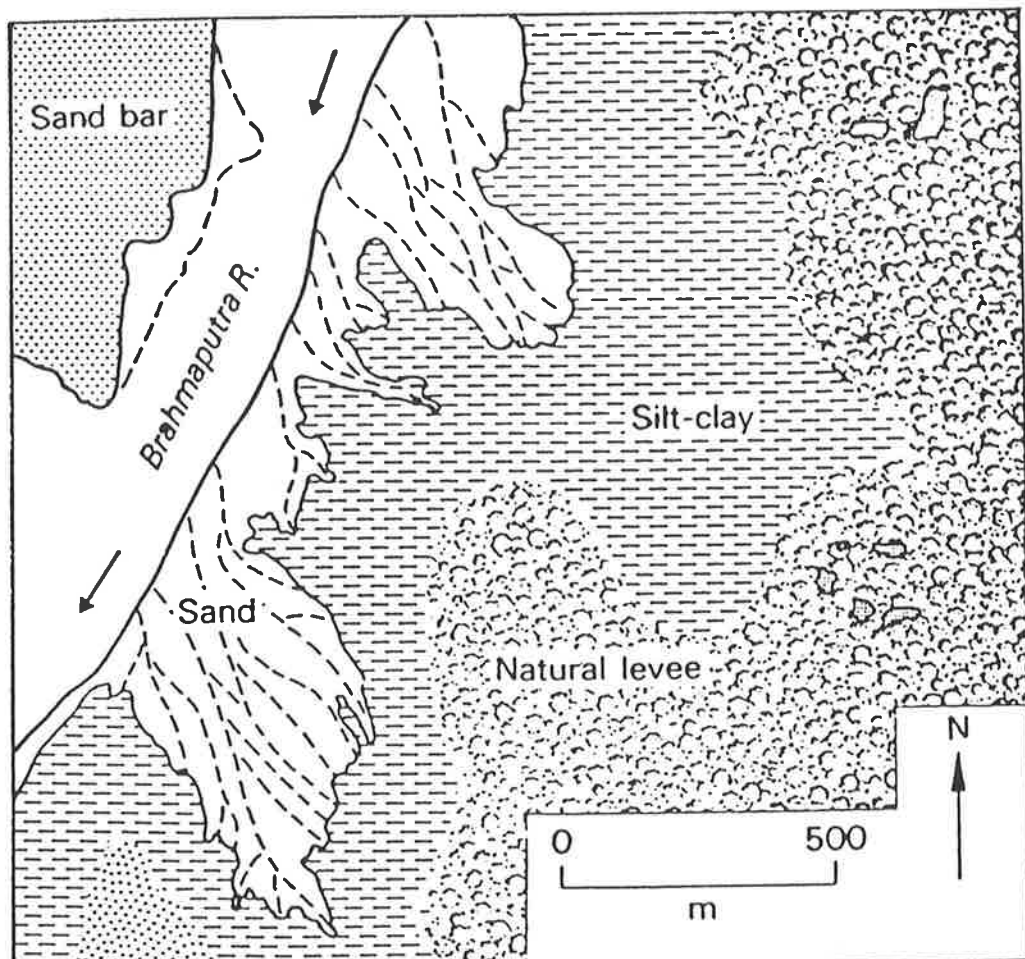 Sand bar
Brahmaputra R.
Silt-clay
Sand
Natural levee
N
0 500
m